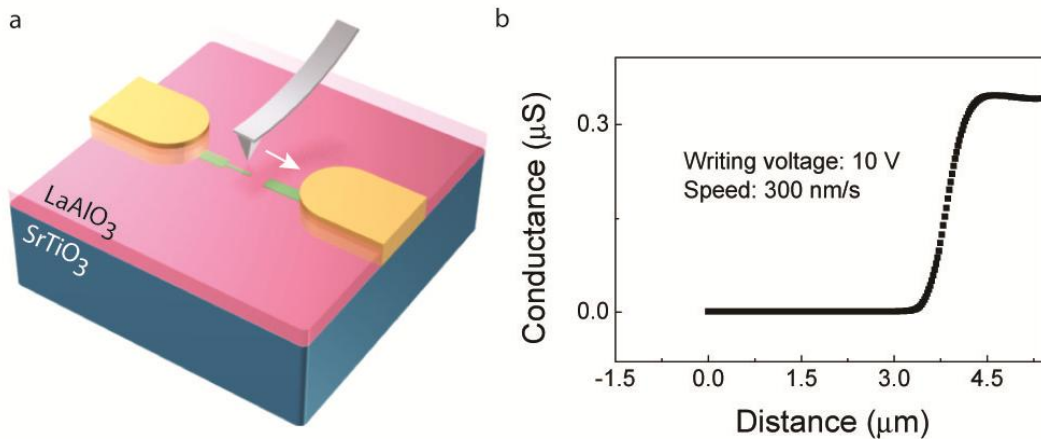 a
LaAlO₃
SrTiO₃
b
Conductance (μS)
0.3
0.0
Writing voltage: 10 V
Speed: 300 nm/s
-1.5
0.0
1.5
3.0
4.5
Distance (μm)